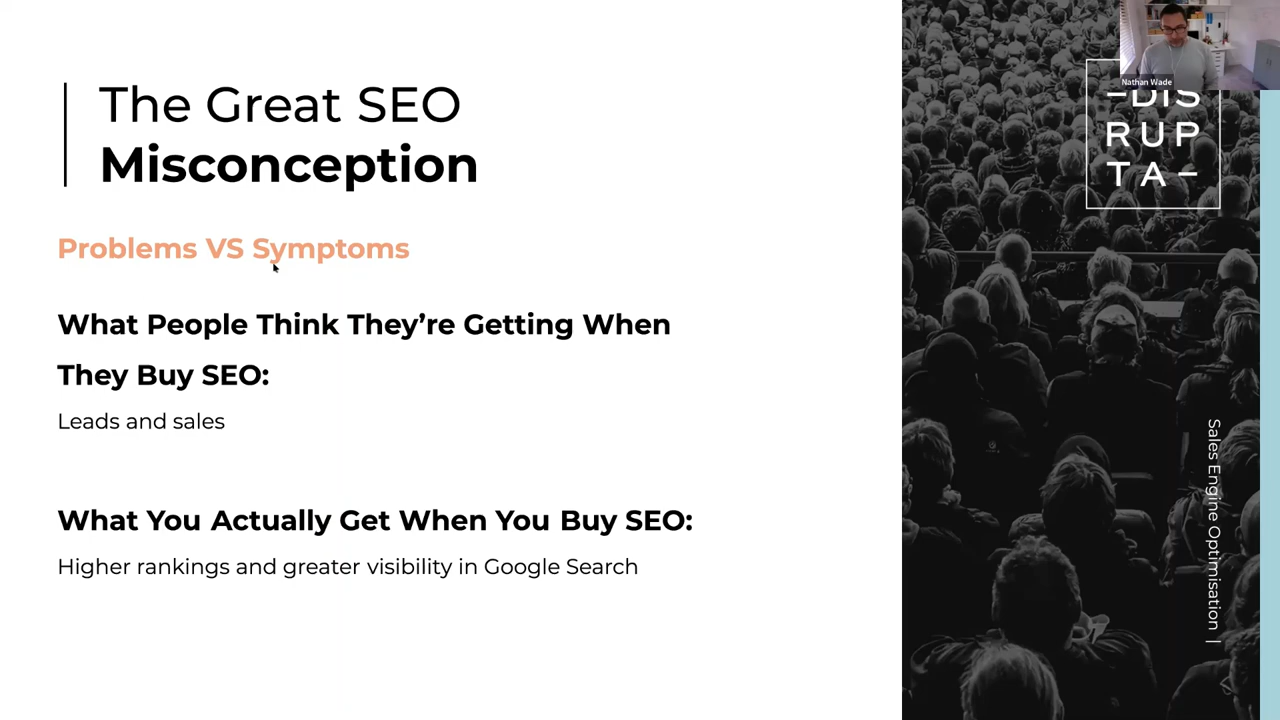 The Great SEO
Misconception
Problems VS Symptoms
What People Think They’re Getting When
They Buy SEO:
Leads and sales
What You Actually Get When You Buy SEO:
Higher rankings and greater visibility in Google Search
Nathan Wade
–DIS
RUP
TA–
Sales Engine Optimisation |